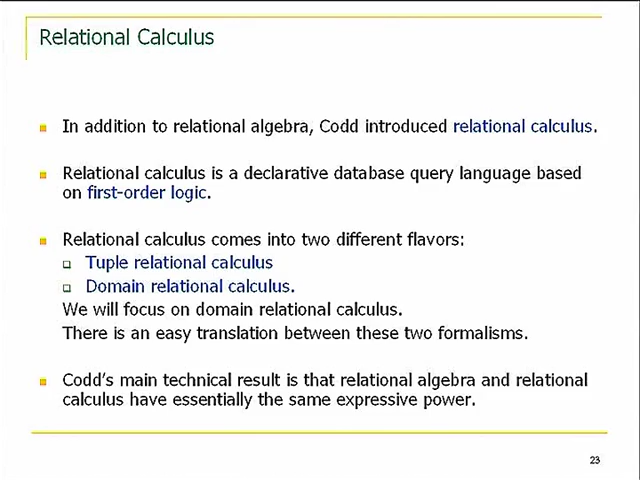 Relational Calculus
In addition to relational algebra, Codd introduced relational calculus.
Relational calculus is a declarative database query language based
on first-order logic.
Relational calculus comes into two different flavors:
Tuple relational calculus
Domain relational calculus.
We will focus on domain relational calculus.
There is an easy translation between these two formalisms.
Codd's main technical result is that relational algebra and relational
calculus have essentially the same expressive power.
23